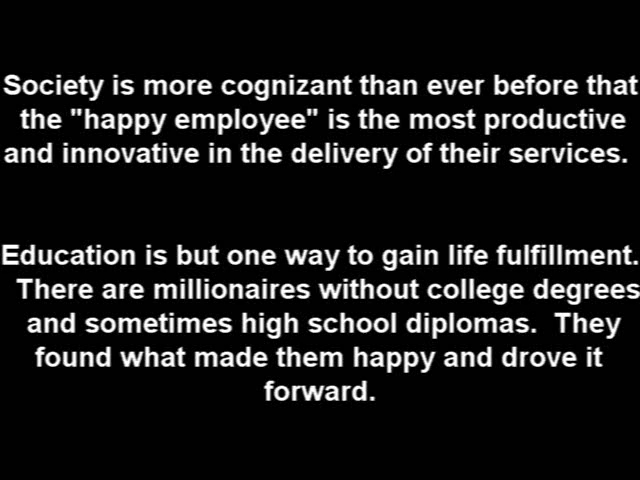 Society is more cognizant than ever before that
the "happy employee" is the most productive
and innovative in the delivery of their services.
Education is but one way to gain life fulfillment.
There are millionaires without college degrees
and sometimes high school diplomas.  They
found what made them happy and drove it
forward.